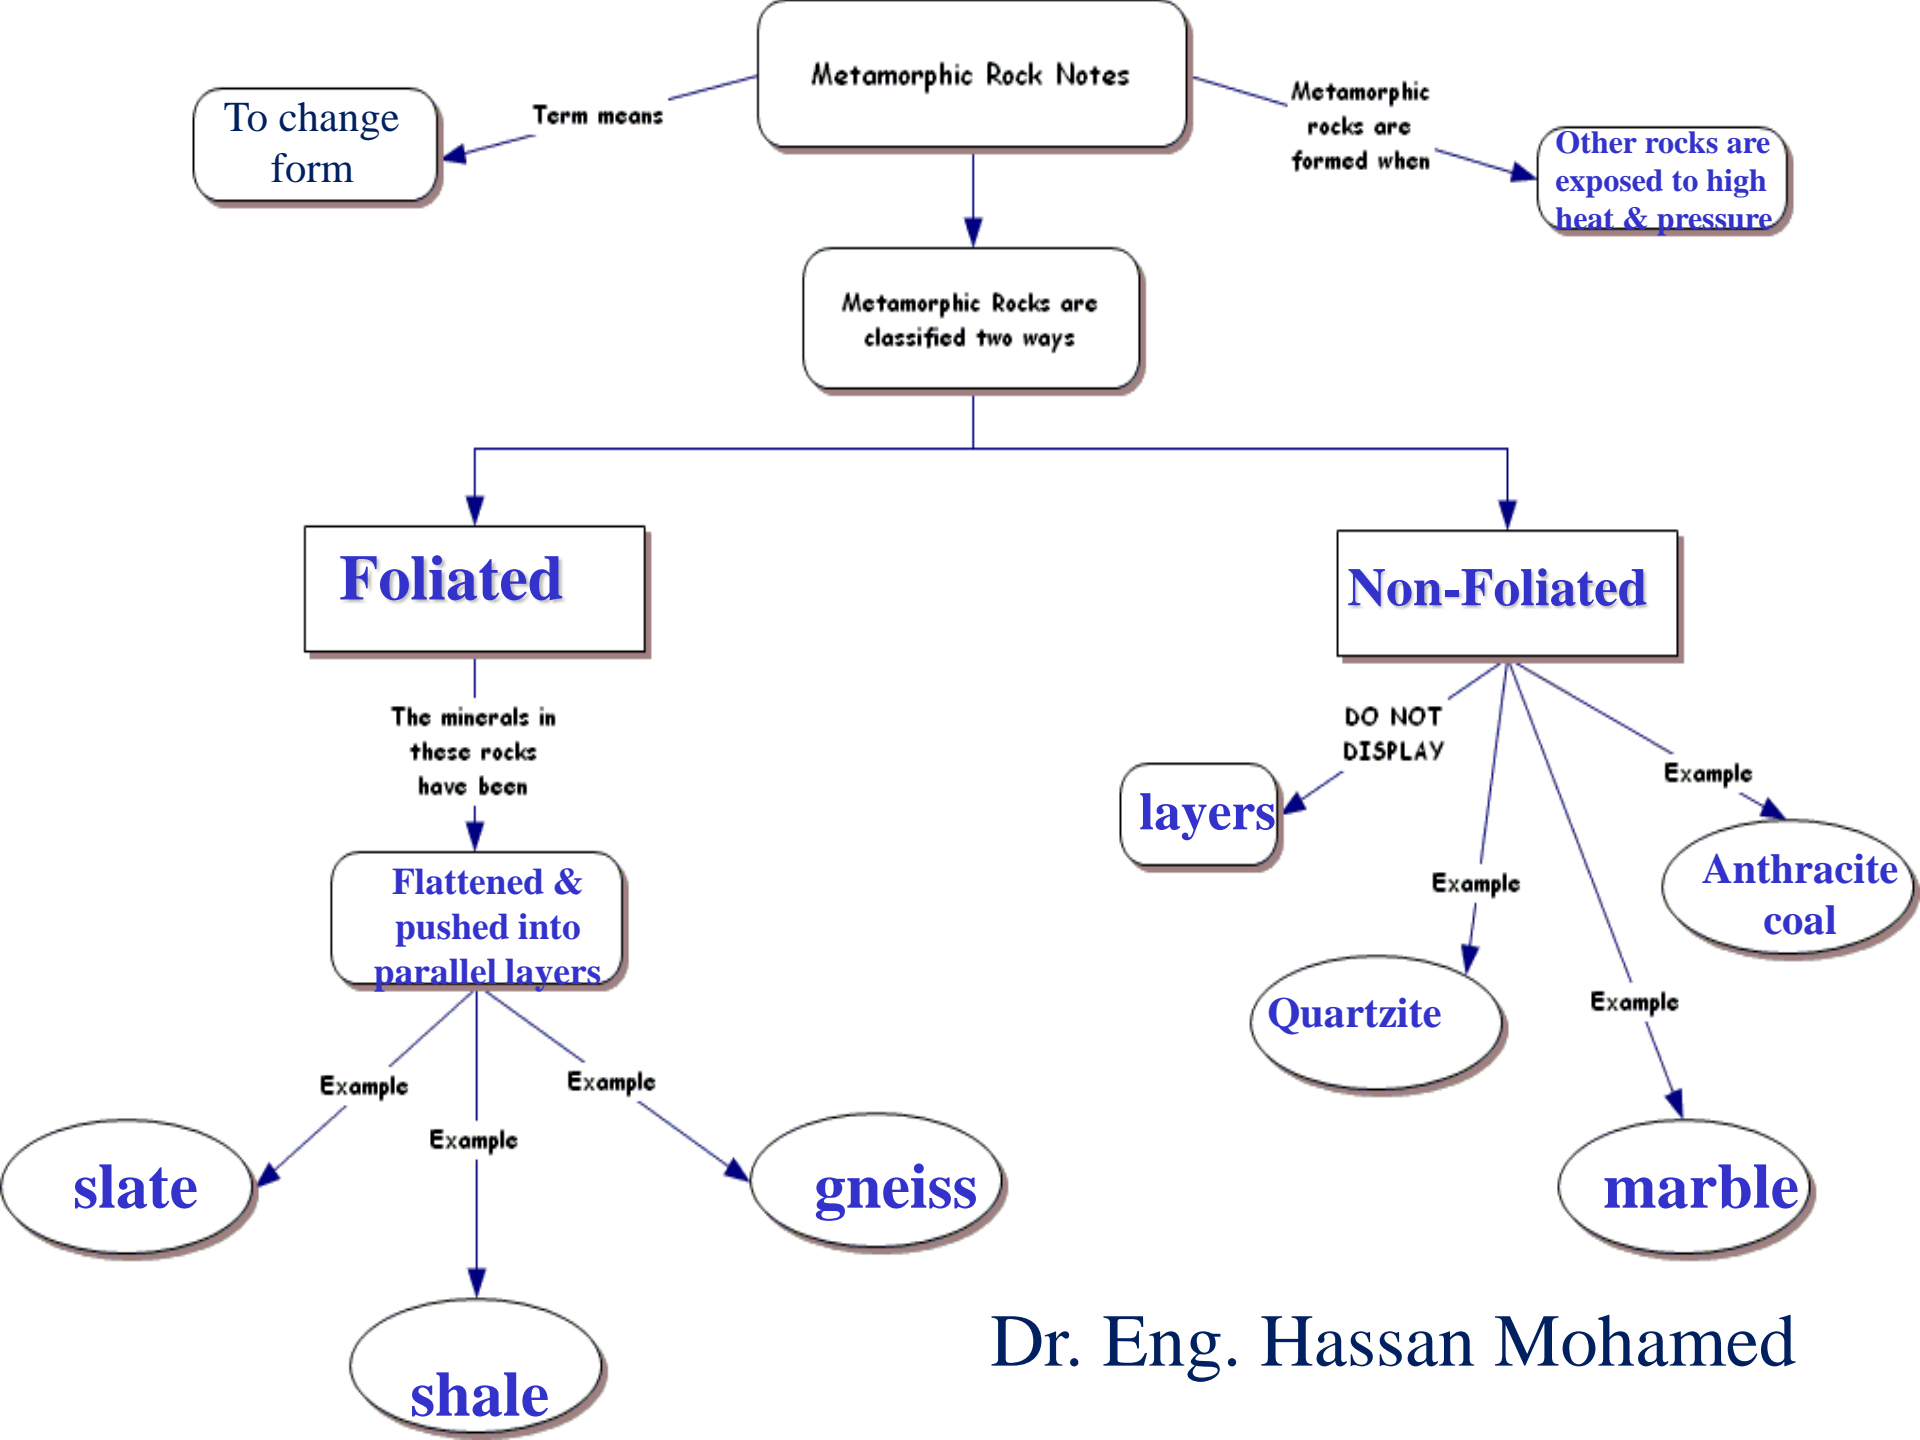 Metamorphic Rock Notes
Term means
To change
form
Metamorphic
rocks are
formed when
Other rocks are
exposed to high
heat & pressure
Metamorphic Rocks are
classified two ways
Foliated
Non-Foliated
The minerals in
these rocks
have been
DO NOT
DISPLAY
layers
Example
Anthracite
coal
Example
Quartzite
Example
marble
Flattened &
pushed into
parallel layers
Example
slate
Example
shale
Example
gneiss
Dr. Eng. Hassan Mohamed